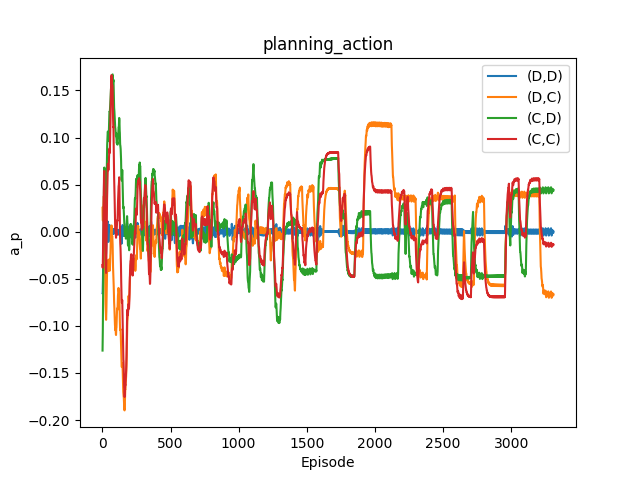 planning_action
(D,D)
(D,C)
(C,D)
(C,C)
a_p
0.15
0.10
0.05
0.00
−0.05
−0.10
−0.15
−0.20
0 500 1000 1500 2000 2500 3000
Episode